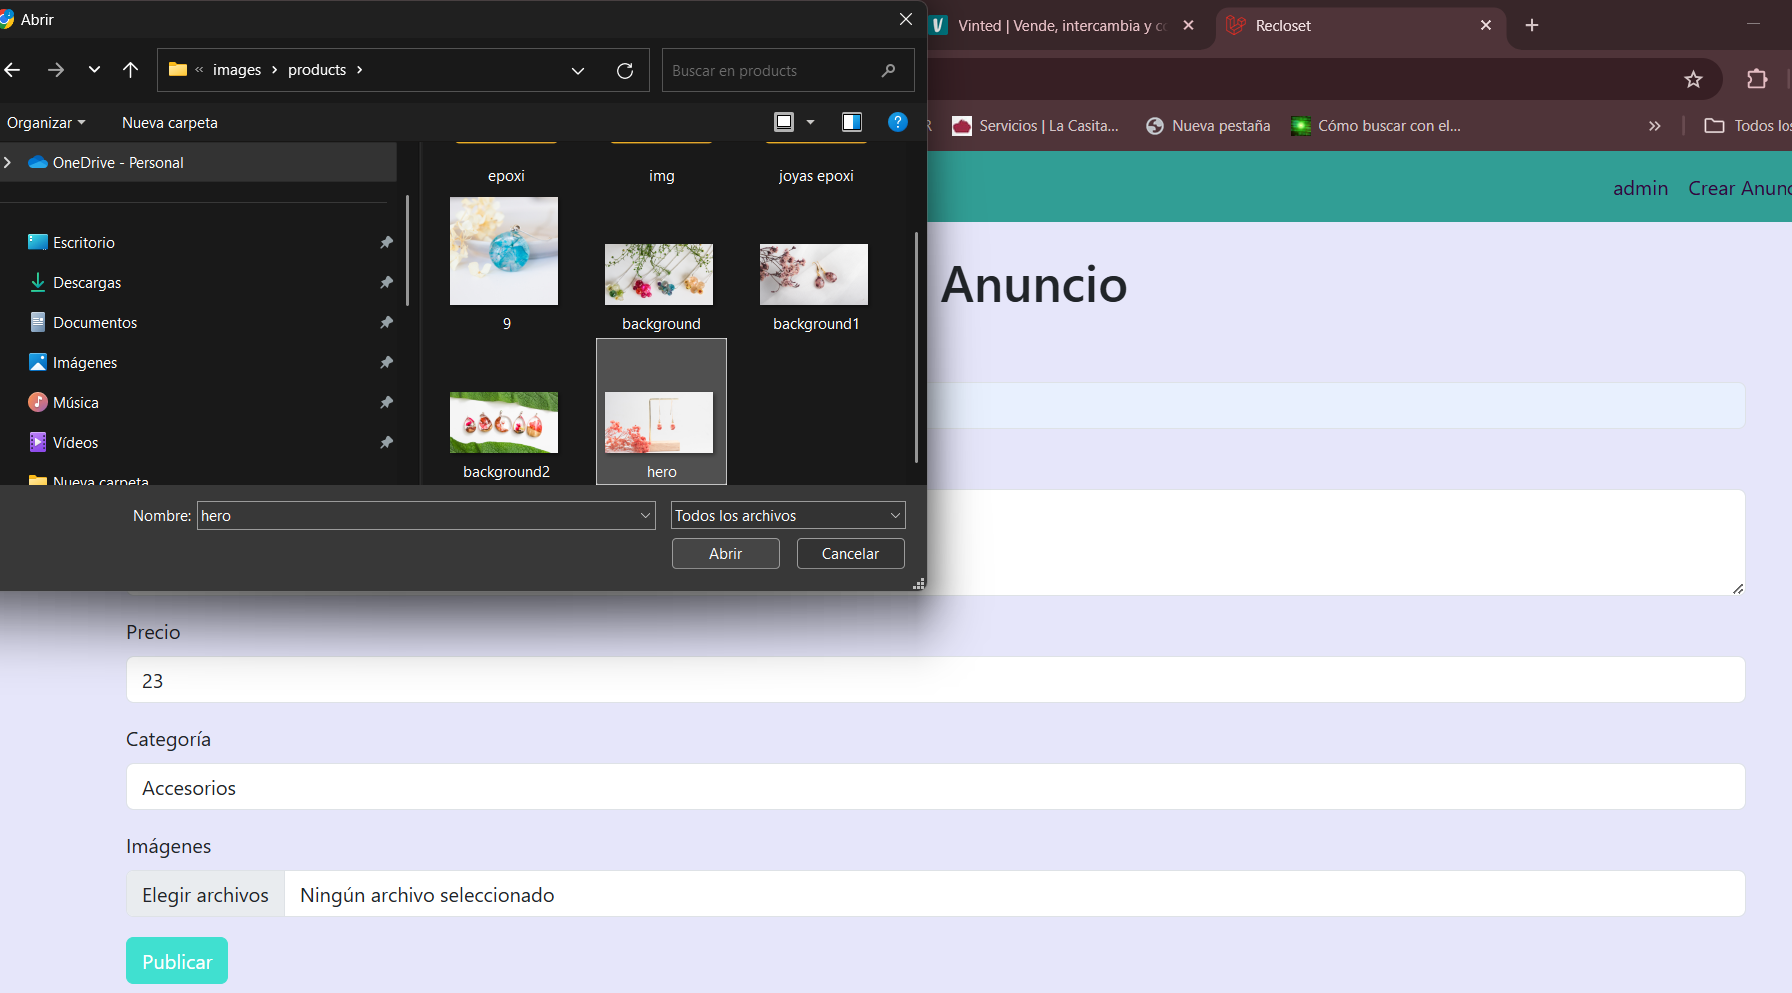 Abrir
Vinted | Vende, intercambia y co
Recloset
« images > products >
Buscar en products
Organizar
Nueva carpeta
Servicios | La Casita...
Nueva pestaña
Cómo buscar con el...
»
Todos los
OneDrive - Personal
Escritorio
Descargas
Documentos
Imágenes
Música
Vídeos
Nueva carpeta
epoxi
img
joyas epoxi
9
background
background1
background2
hero
Nombre: hero
Todos los archivos
Abrir
Cancelar
admin
Crear Anunc
Anuncio
Precio
23
Categoría
Accesorios
Imágenes
Elegir archivos
Ningún archivo seleccionado
Publicar